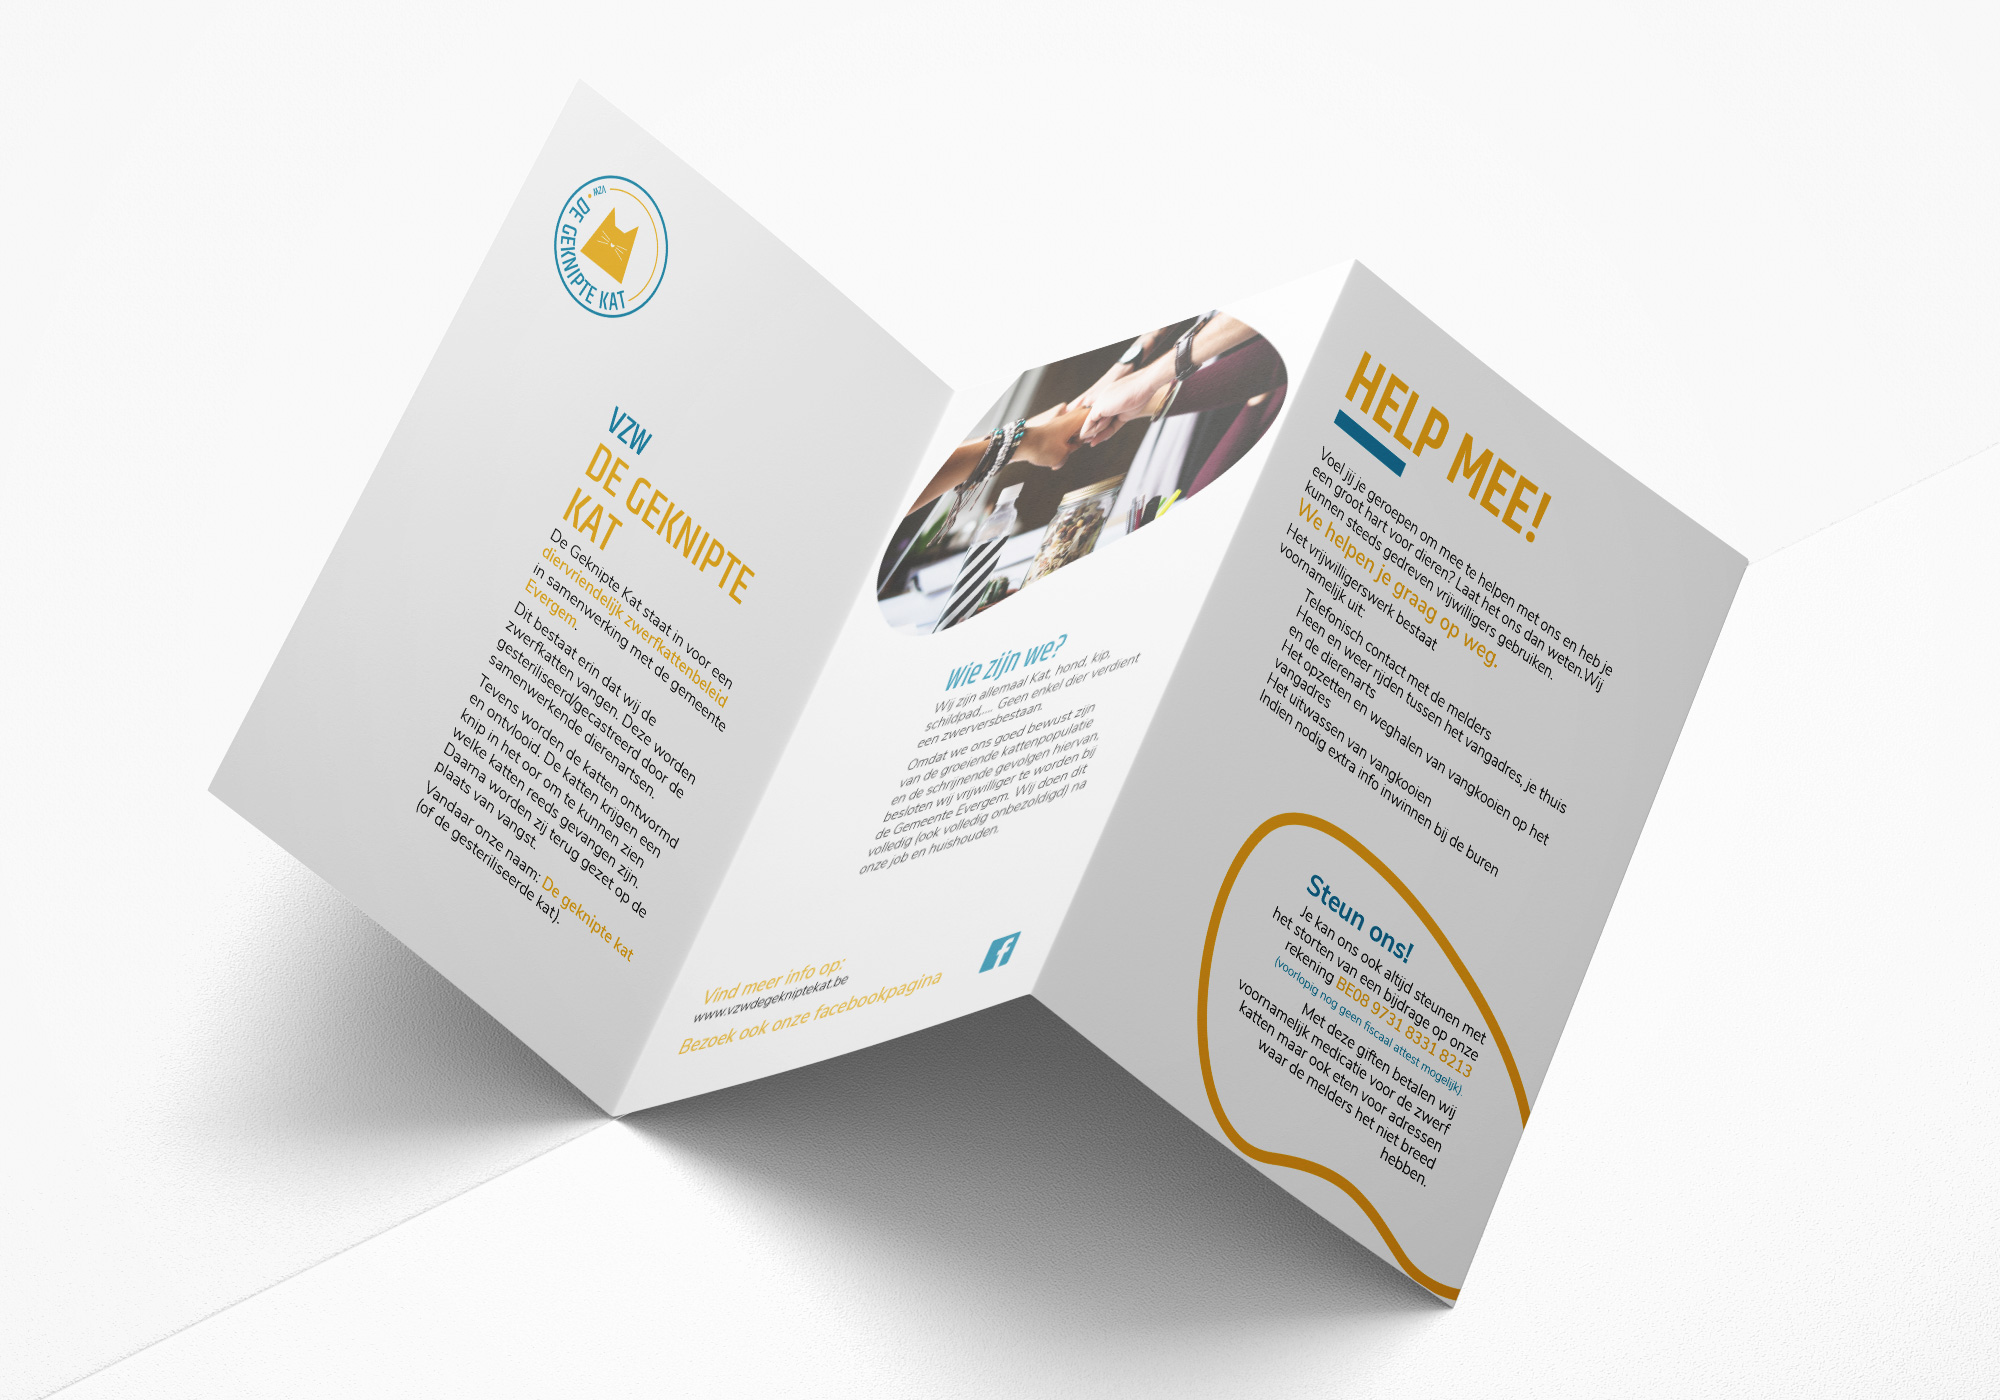 VZW
DE GEKNIPTE KAT
VZW
DE GEKNIPTE
KAT
De Geknipte Kat staat in voor een
diervriendelijk zwerfkattenbeleid
in samenwerking met de gemeente
Evergem.
Dit bestaat erin dat wij de
zwerfkatten vangen. Deze worden
gesteriliseerd/gecastreerd door de
samenwerkende dierenartsen.
Tevens worden de katten ontwormd
en ontvlooid. De katten krijgen een
knip in het oor om te kunnen zien
welke katten reeds gevangen zijn.
Daarna worden zij terug gezet op de
plaats van vangst.
Vandaar onze naam: De geknipte kat
(of de gesteriliseerde kat).
Wie zijn we?
Wij zijn allemaal Kat, hond, kip,
schildpad,... Geen enkel dier verdient
een zwerversbestaan.
Omdat we ons goed bewust zijn
van de groeiende kattenpopulatie
en de schrijnende gevolgen hiervan,
besloten wij vrijwilliger te worden bij
de Gemeente Evergem. Wij doen dit
volledig (ook volledig onbezoldigd) na
onze job en huishouden.
Vind meer info op:
www.vzwdegekniptekat.be
Bezoek ook onze facebookpagina
f
HELP MEE!
Voel jij je geroepen om mee te helpen met ons en heb je
een groot hart voor dieren? Laat het ons dan weten.Wij
kunnen steeds gedreven vrijwilligers gebruiken.
We helpen je graag op weg.
Het vrijwilligerswerk bestaat
voornamelijk uit:
Telefonisch contact met de melders
Heen en weer rijden tussen het vangadres, je thuis
en de dierenarts
Het opzetten en weghalen van vangkooien op het
vangadres
Het uitwassen van vangkooien
Indien nodig extra info inwinnen bij de buren
Steun ons!
Je kan ons ook altijd steunen met
het storten van een bijdrage op onze
rekening BE08 9731 8331 8213
(voorlopig nog geen fiscaal attest mogelijk).
Met deze giften betalen wij
voornamelijk medicatie voor de zwerf
katten maar ook eten voor adressen
waar de melders het niet breed
hebben.